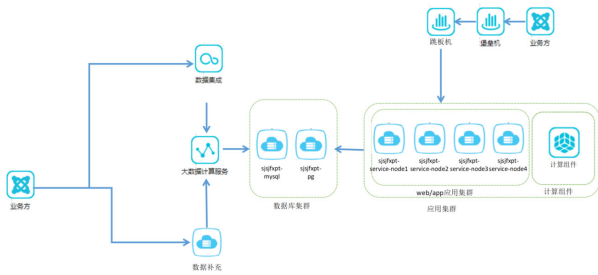 跳板机
堡垒机
业务方
数据集成
大数据计算服务
sjsjfxpt-
mysql
sjsjfxpt-
pg
数据库集群
sjsjfxpt-
service-node1
sjsjfxpt-
service-node2
sjsjfxpt-
service-node3
sjsjfxpt-
service-node4
web/app应用集群
计算组件
计算组件
应用集群
业务方
数据补充